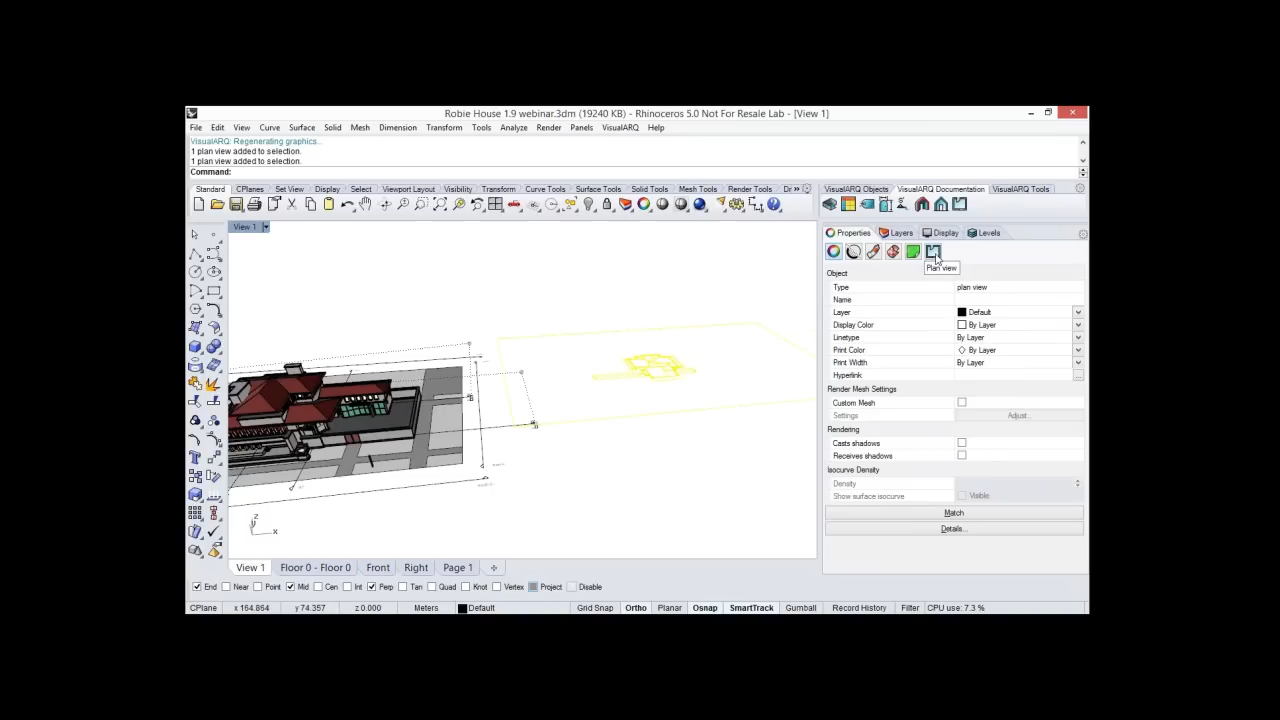 Robie House 1.9 webinar.3dm (19240 KB) - Rhinoceros 5.0 Not For Resale Lab - [View 1]
File Edit View Curve Surface Solid Mesh Dimension Transform Tools Analyze Render Panels VisualARQ Help
VisualARQ: Regenerating graphics...
1 plan view added to selection.
1 plan view added to selection.
Command:
Standard CPlanes Set View Display Select Viewport Layout Visibility Transform Curve Tools Surface Tools Solid Tools Mesh Tools Render Tools Dr »
VisualARQ Objects VisualARQ Documentation VisualARQ Tools
View 1
Properties Layers Display Levels
Plan view
Object
Type plan view
Name
Layer Default
Display Color By Layer
Linetype By Layer
Print Color By Layer
Print Width By Layer
Hyperlink ...
Render Mesh Settings
Custom Mesh
Settings Adjust...
Rendering
Casts shadows
Receives shadows
Isocurve Density
Density
Show surface isocurve Visible
Match
Details...
z
y
x
View 1 Floor 0 - Floor 0 Front Right Page 1
End Near Point Mid Cen Int Perp Tan Quad Knot Vertex Project Disable
CPlane x 164.864 y 74.357 z 0.000 Meters Default Grid Snap Ortho Planar Osnap SmartTrack Gumball Record History Filter CPU use: 7.3 %